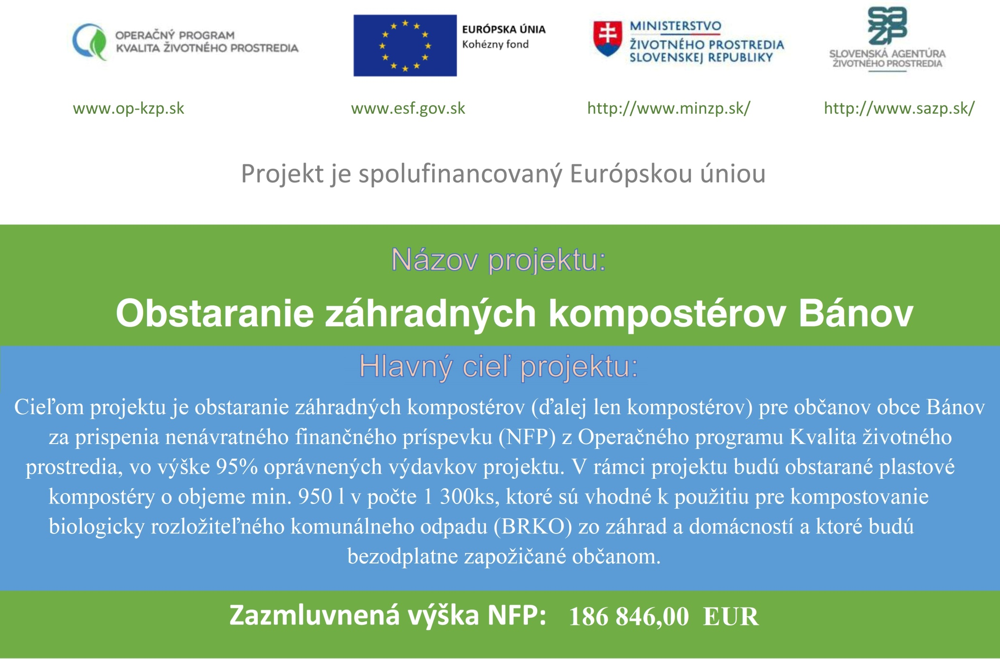 OPERAČNÝ PROGRAM
KVALITA ŽIVOTNÉHO PROSTREDIA
EURÓPSKA ÚNIA
Kohézny fond
MINISTERSTVO
ŽIVOTNÉHO PROSTREDIA
SLOVENSKEJ REPUBLIKY
SAZP
SLOVENSKÁ AGENTÚRA
ŽIVOTNÉHO PROSTREDIA
www.op-kzp.sk
www.esf.gov.sk
http://www.minzp.sk/
http://www.sazp.sk/
Projekt je spolufinancovaný Európskou úniou
Názov projektu:
Obstaranie záhradných kompostérov Bánov
Hlavný cieľ projektu:
Cieľom projektu je obstaranie záhradných kompostérov (ďalej len kompostérov) pre občanov obce Bánov
za prispenia nenávratného finančného príspevku (NFP) z Operačného programu Kvalita životného
prostredia, vo výške 95% oprávnených výdavkov projektu. V rámci projektu budú obstarané plastové
kompostéry o objeme min. 950 l v počte 1 300ks, ktoré sú vhodné k použitiu pre kompostovanie
biologicky rozložiteľného komunálneho odpadu (BRKO) zo záhrad a domácností a ktoré budú
bezodplatne zapožičané občanom.
Zazmluvnená výška NFP: 186 846,00 EUR